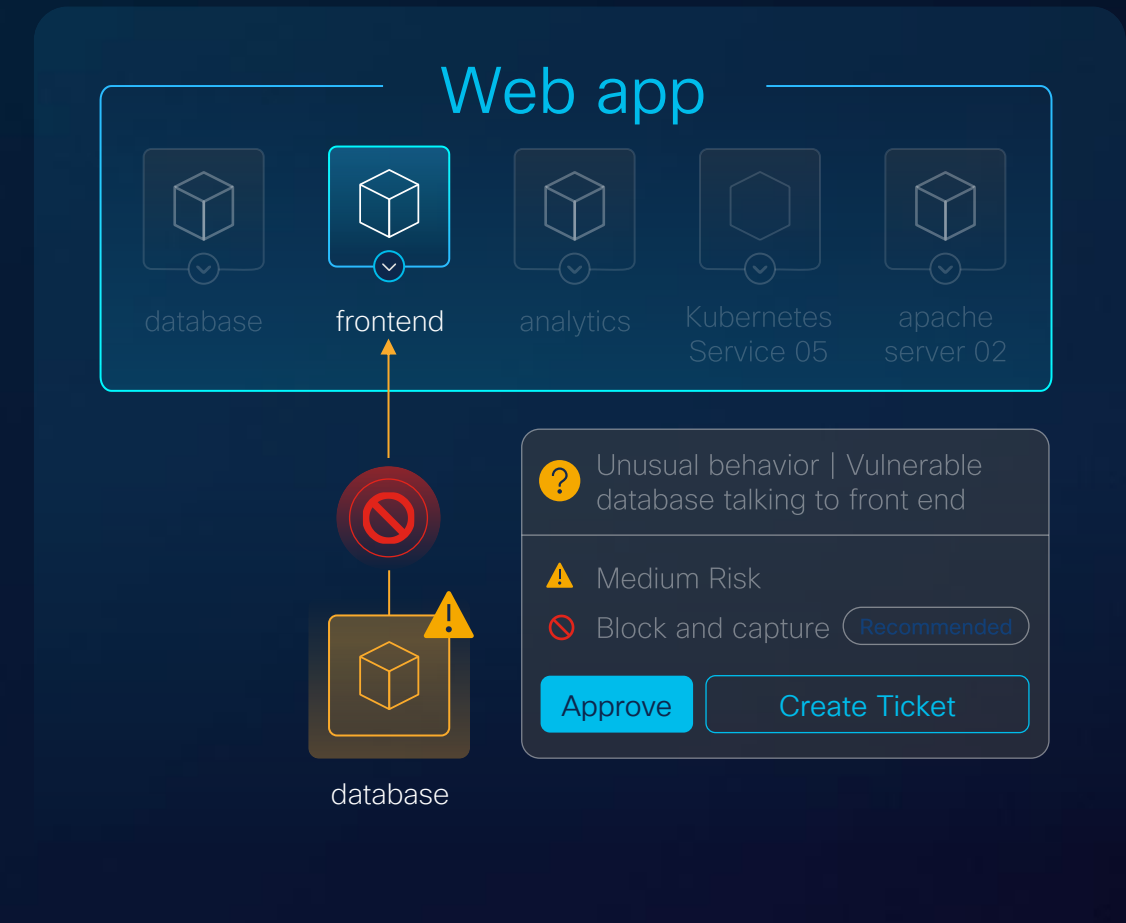 Web app
database
frontend
analytics
Kubernetes
Service 05
apache
server 02
Unusual behavior | Vulnerable
database talking to front end
Medium Risk
Block and capture Recommended
Approve
Create Ticket
database